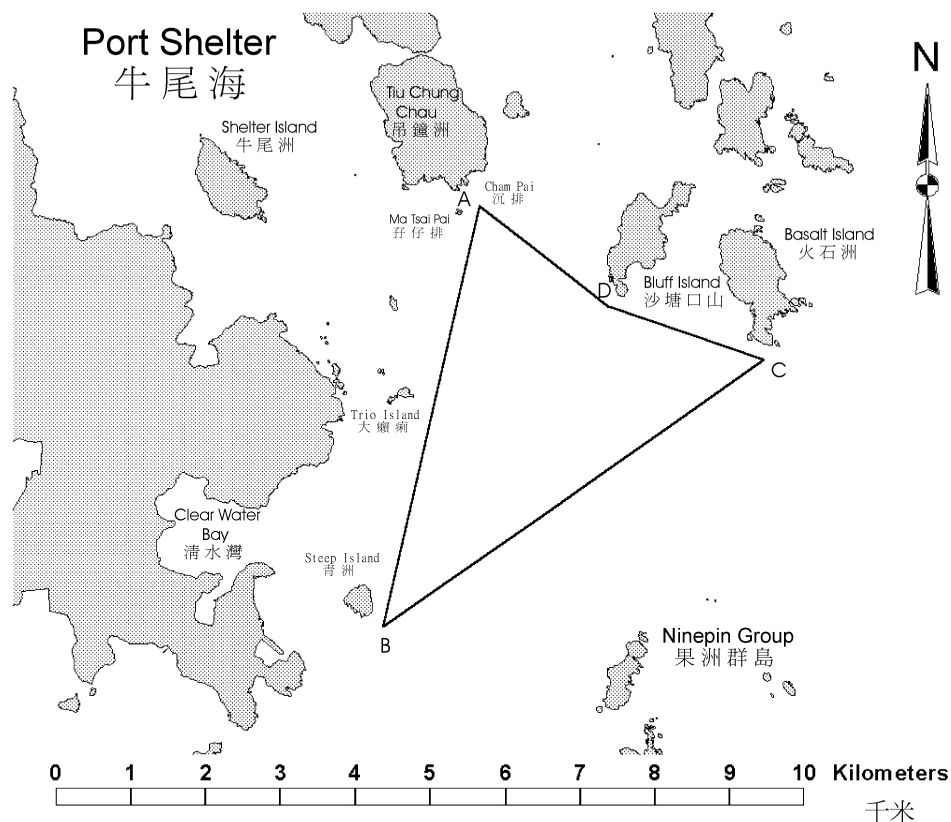 Port Shelter
牛尾海
N
Tiu Chung
Chau
吊鐘洲
Shelter Island
牛尾洲
A
Cham Pai
沉排
Ma Tsai Pai
孖仔排
Basalt Island
火石洲
Bluff Island
沙塘口山
D
C
Trio Island
大癩痢
Clear Water
Bay
清水灣
Steep Island
青洲
B
Ninepin Group
果洲群島
0 1 2 3 4 5 6 7 8 9 10 Kilometers
千米